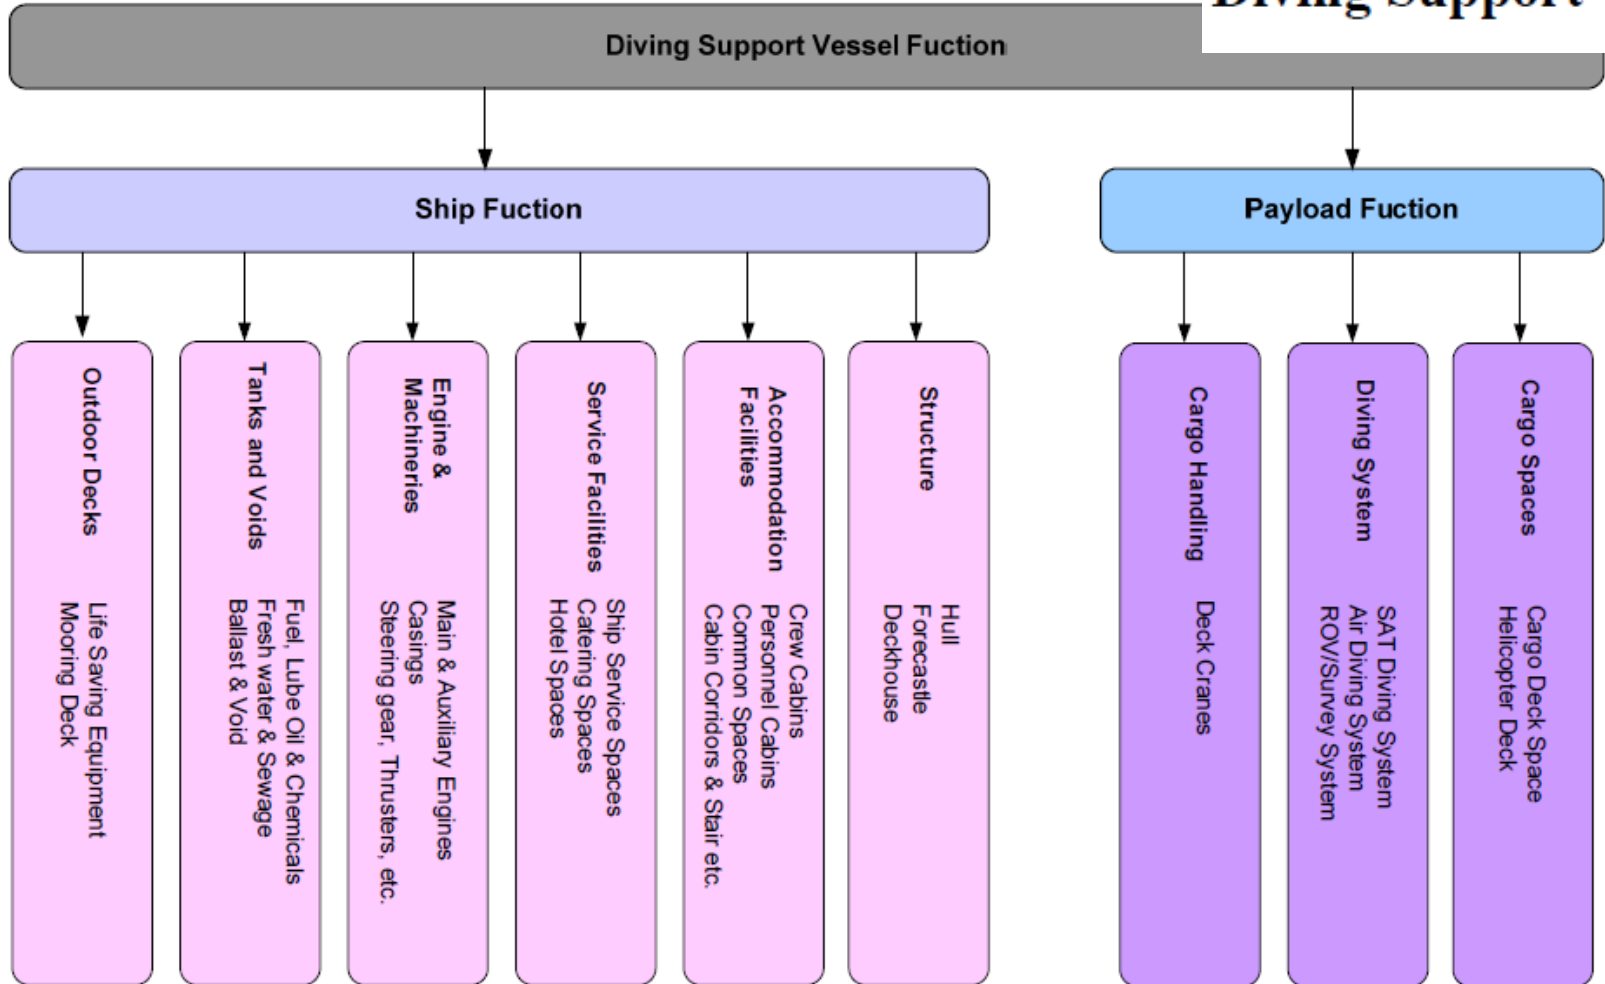 Diving Support
Diving Support Vessel Fuction
Ship Fuction
Payload Fuction
Outdoor Decks
Life Saving Equipment
Mooring Deck
Tanks and Voids
Fuel, Lube Oil & Chemicals
Fresh water & Sewage
Ballast & Void
Engine &
Machineries
Main & Auxiliary Engines
Casings
Steering gear, Thrusters, etc.
Service Facilities
Ship Service Spaces
Catering Spaces
Hotel Spaces
Accommodation
Facilities
Crew Cabins
Personnel Cabins
Common Spaces
Cabin Corridors & Stair etc.
Structure
Hull
Forecastle
Deckhouse
Cargo Handling
Deck Cranes
Diving System
SAT Diving System
Air Diving System
ROV/Survey System
Cargo Spaces
Cargo Deck Space
Helicopter Deck